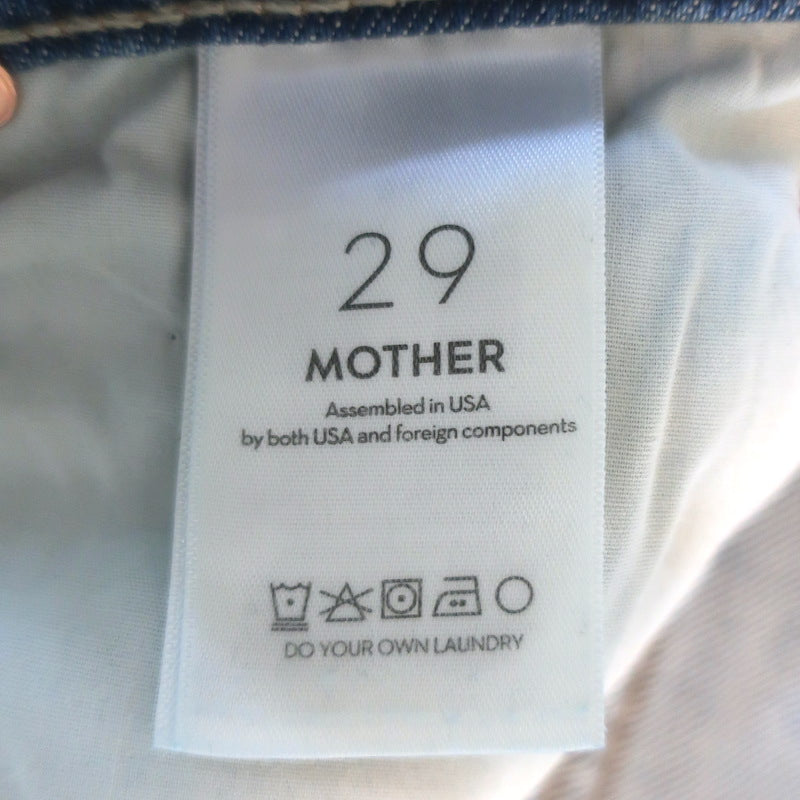 29
MOTHER
Assembled in USA
by both USA and foreign components
DO YOUR OWN LAUNDRY